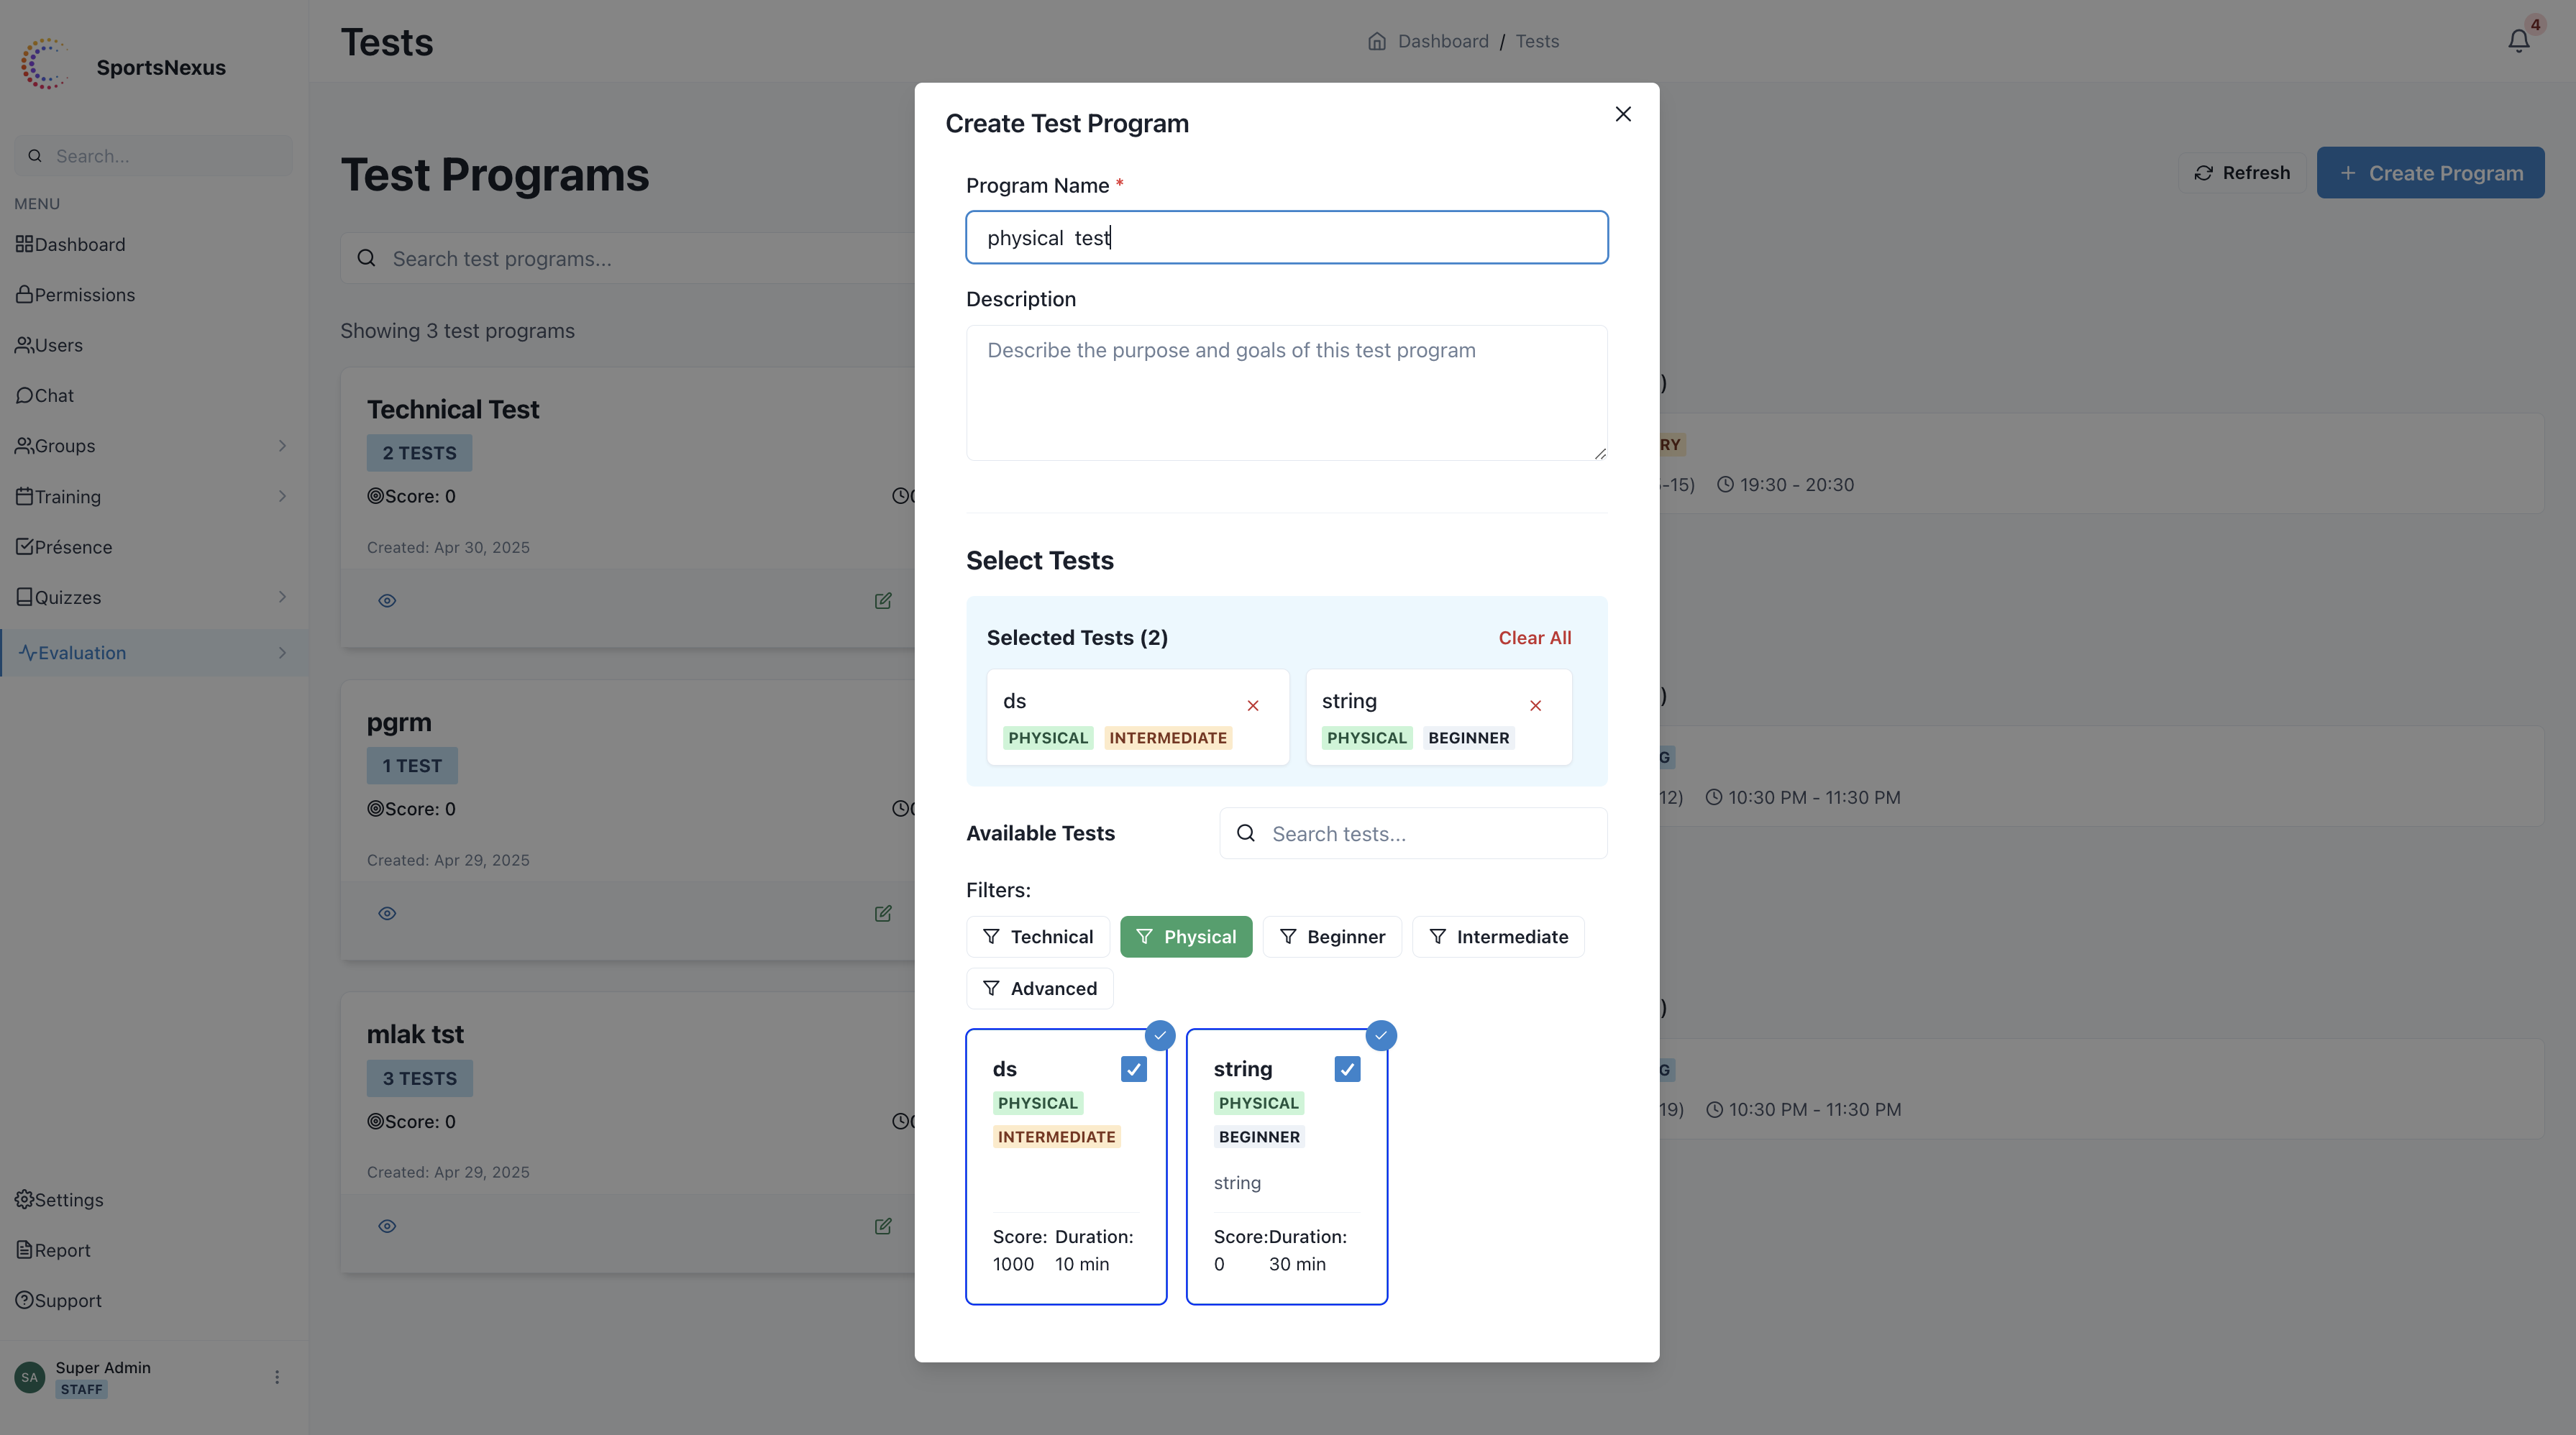 SportsNexus
Search...
MENU
Dashboard
Permissions
Users
Chat
Groups
Training
Présence
Quizzes
Evaluation
Settings
Report
Support
SA
Super Admin
STAFF
Tests
Dashboard / Tests
4
Test Programs
Refresh
Create Program
Search test programs...
Showing 3 test programs
Technical Test
2 TESTS
Score: 0
Created: Apr 30, 2025
RY
-15) 19:30 - 20:30
pgrm
1 TEST
Score: 0
Created: Apr 29, 2025
G
12) 10:30 PM - 11:30 PM
mlak tst
3 TESTS
Score: 0
Created: Apr 29, 2025
G
19) 10:30 PM - 11:30 PM
Create Test Program
Program Name *
physical  test
Description
Describe the purpose and goals of this test program
Select Tests
Selected Tests (2)
Clear All
ds
PHYSICAL INTERMEDIATE
string
PHYSICAL BEGINNER
Available Tests
Search tests...
Filters:
Technical Physical Beginner Intermediate
Advanced
ds
PHYSICAL
INTERMEDIATE
Score: Duration:
1000 10 min
string
PHYSICAL
BEGINNER
string
Score: Duration:
0 30 min